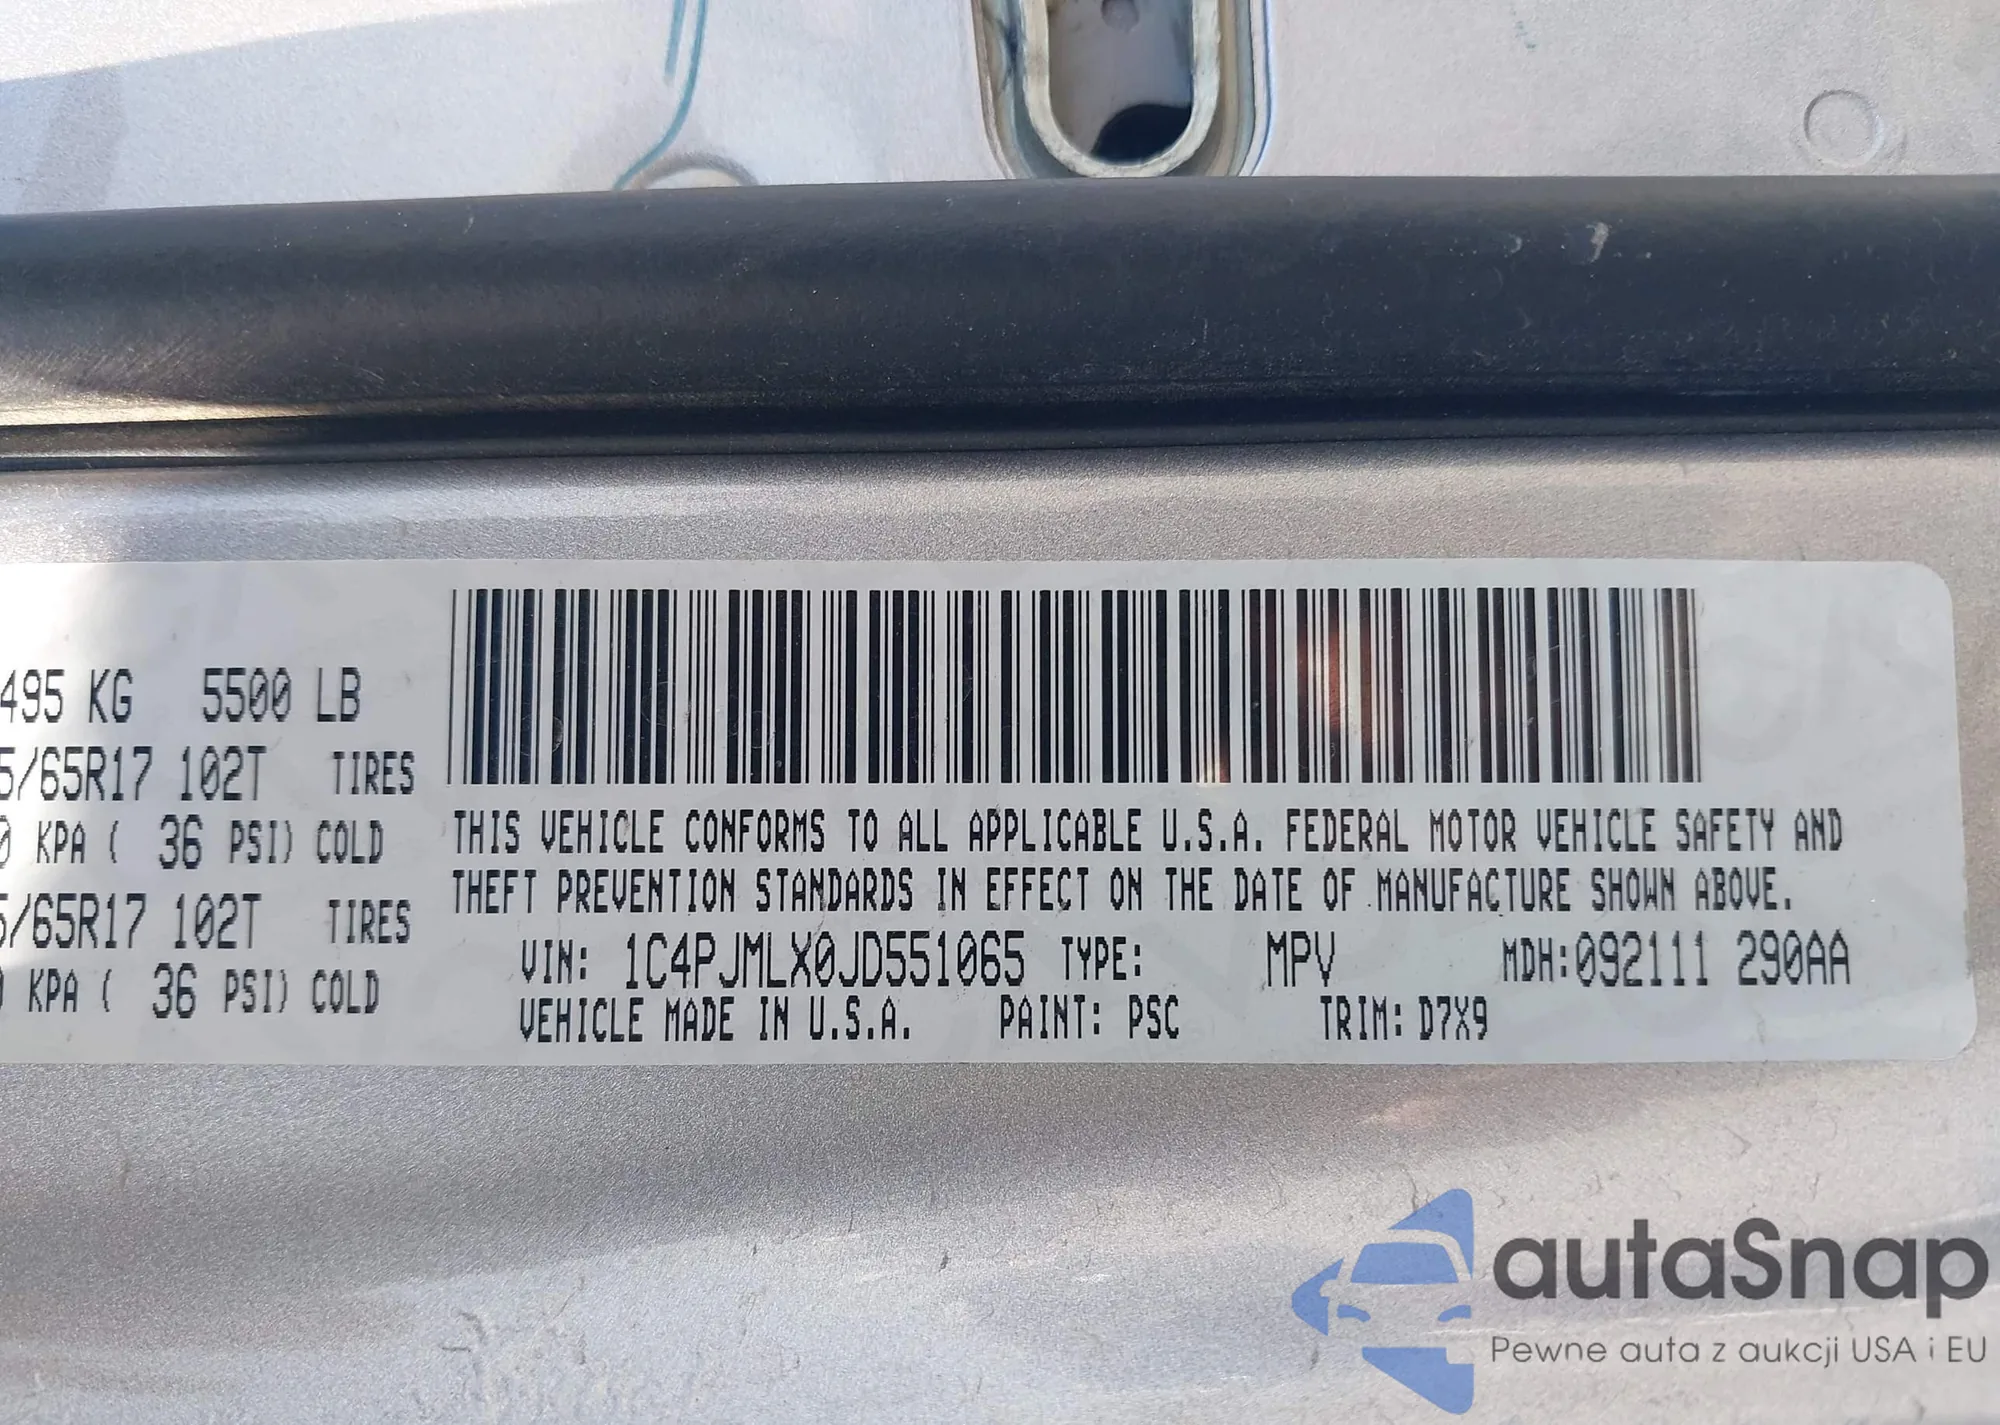 495 KG 5500 LB
5/65R17 102T TIRES
0 KPA ( 36 PSI) COLD
5/65R17 102T TIRES
0 KPA ( 36 PSI) COLD
THIS VEHICLE CONFORMS TO ALL APPLICABLE U.S.A. FEDERAL MOTOR VEHICLE SAFETY AND
THEFT PREVENTION STANDARDS IN EFFECT ON THE DATE OF MANUFACTURE SHOWN ABOVE.
VIN: 1C4PJMLX0JD551065 TYPE: MPV MDH:092111 290AA
VEHICLE MADE IN U.S.A. PAINT: PSC TRIM: D7X9
autaSnap
Pewne auta z aukcji USA i EU